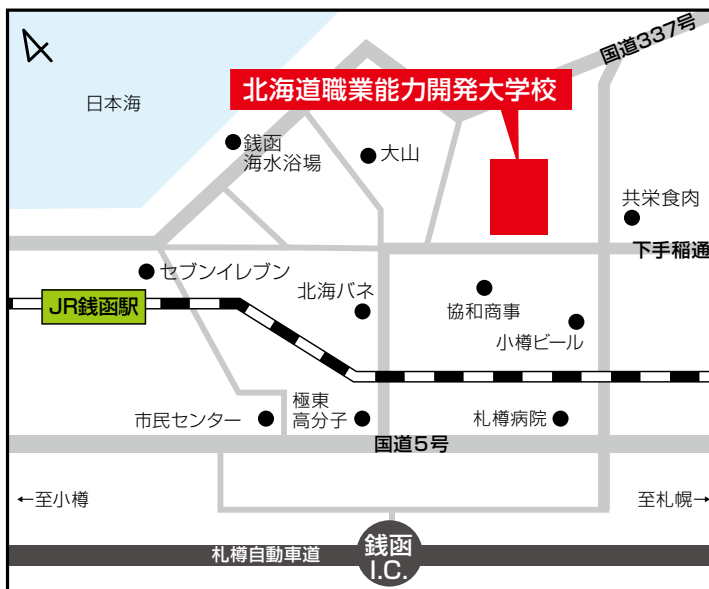 国道337号
北海道職業能力開発大学校
日本海
銭函
海水浴場
大山
共栄食肉
下手稲通
セブンイレブン
北海バネ
協和商事
JR銭函駅
小樽ビール
極東
高分子
市民センター
札樽病院
国道5号
←至小樽
至札幌→
銭函
I.C.
札樽自動車道